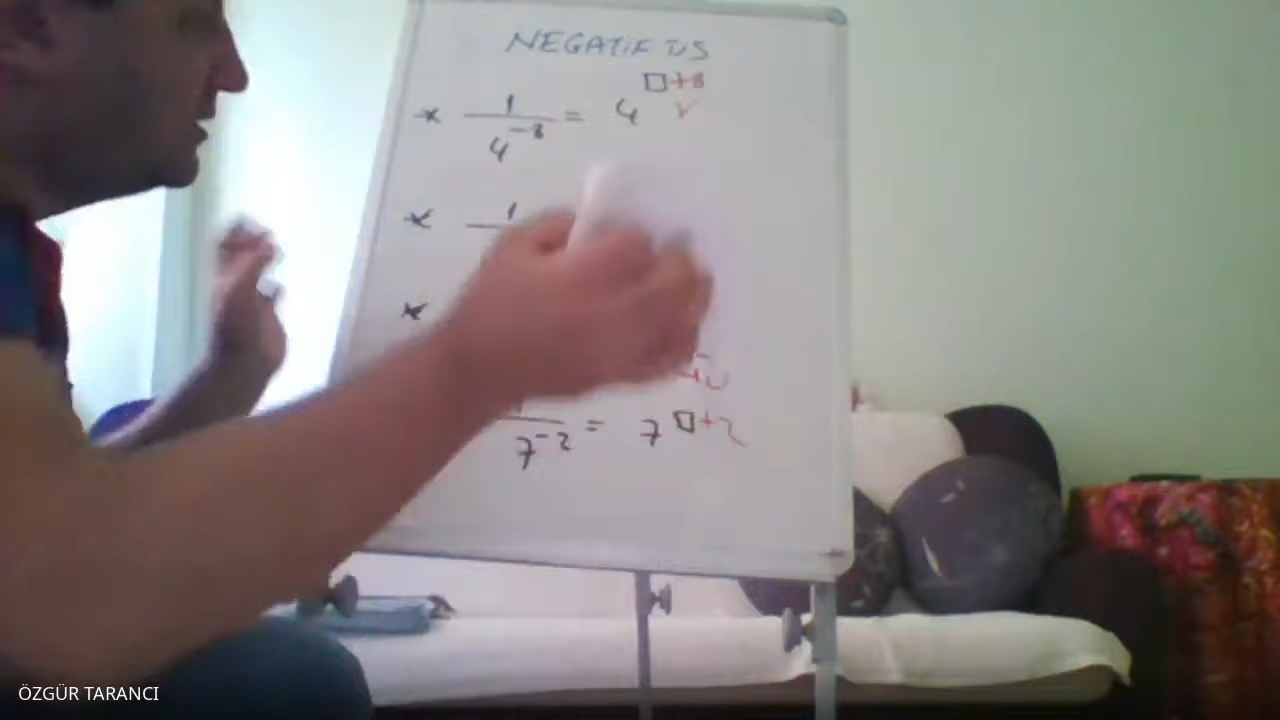 NEGATİF ÜS
* 1/4^-8 = 4^□+8
* 1
*
1/7^-2 = 7^□+2
ÖZGÜR TARANCI